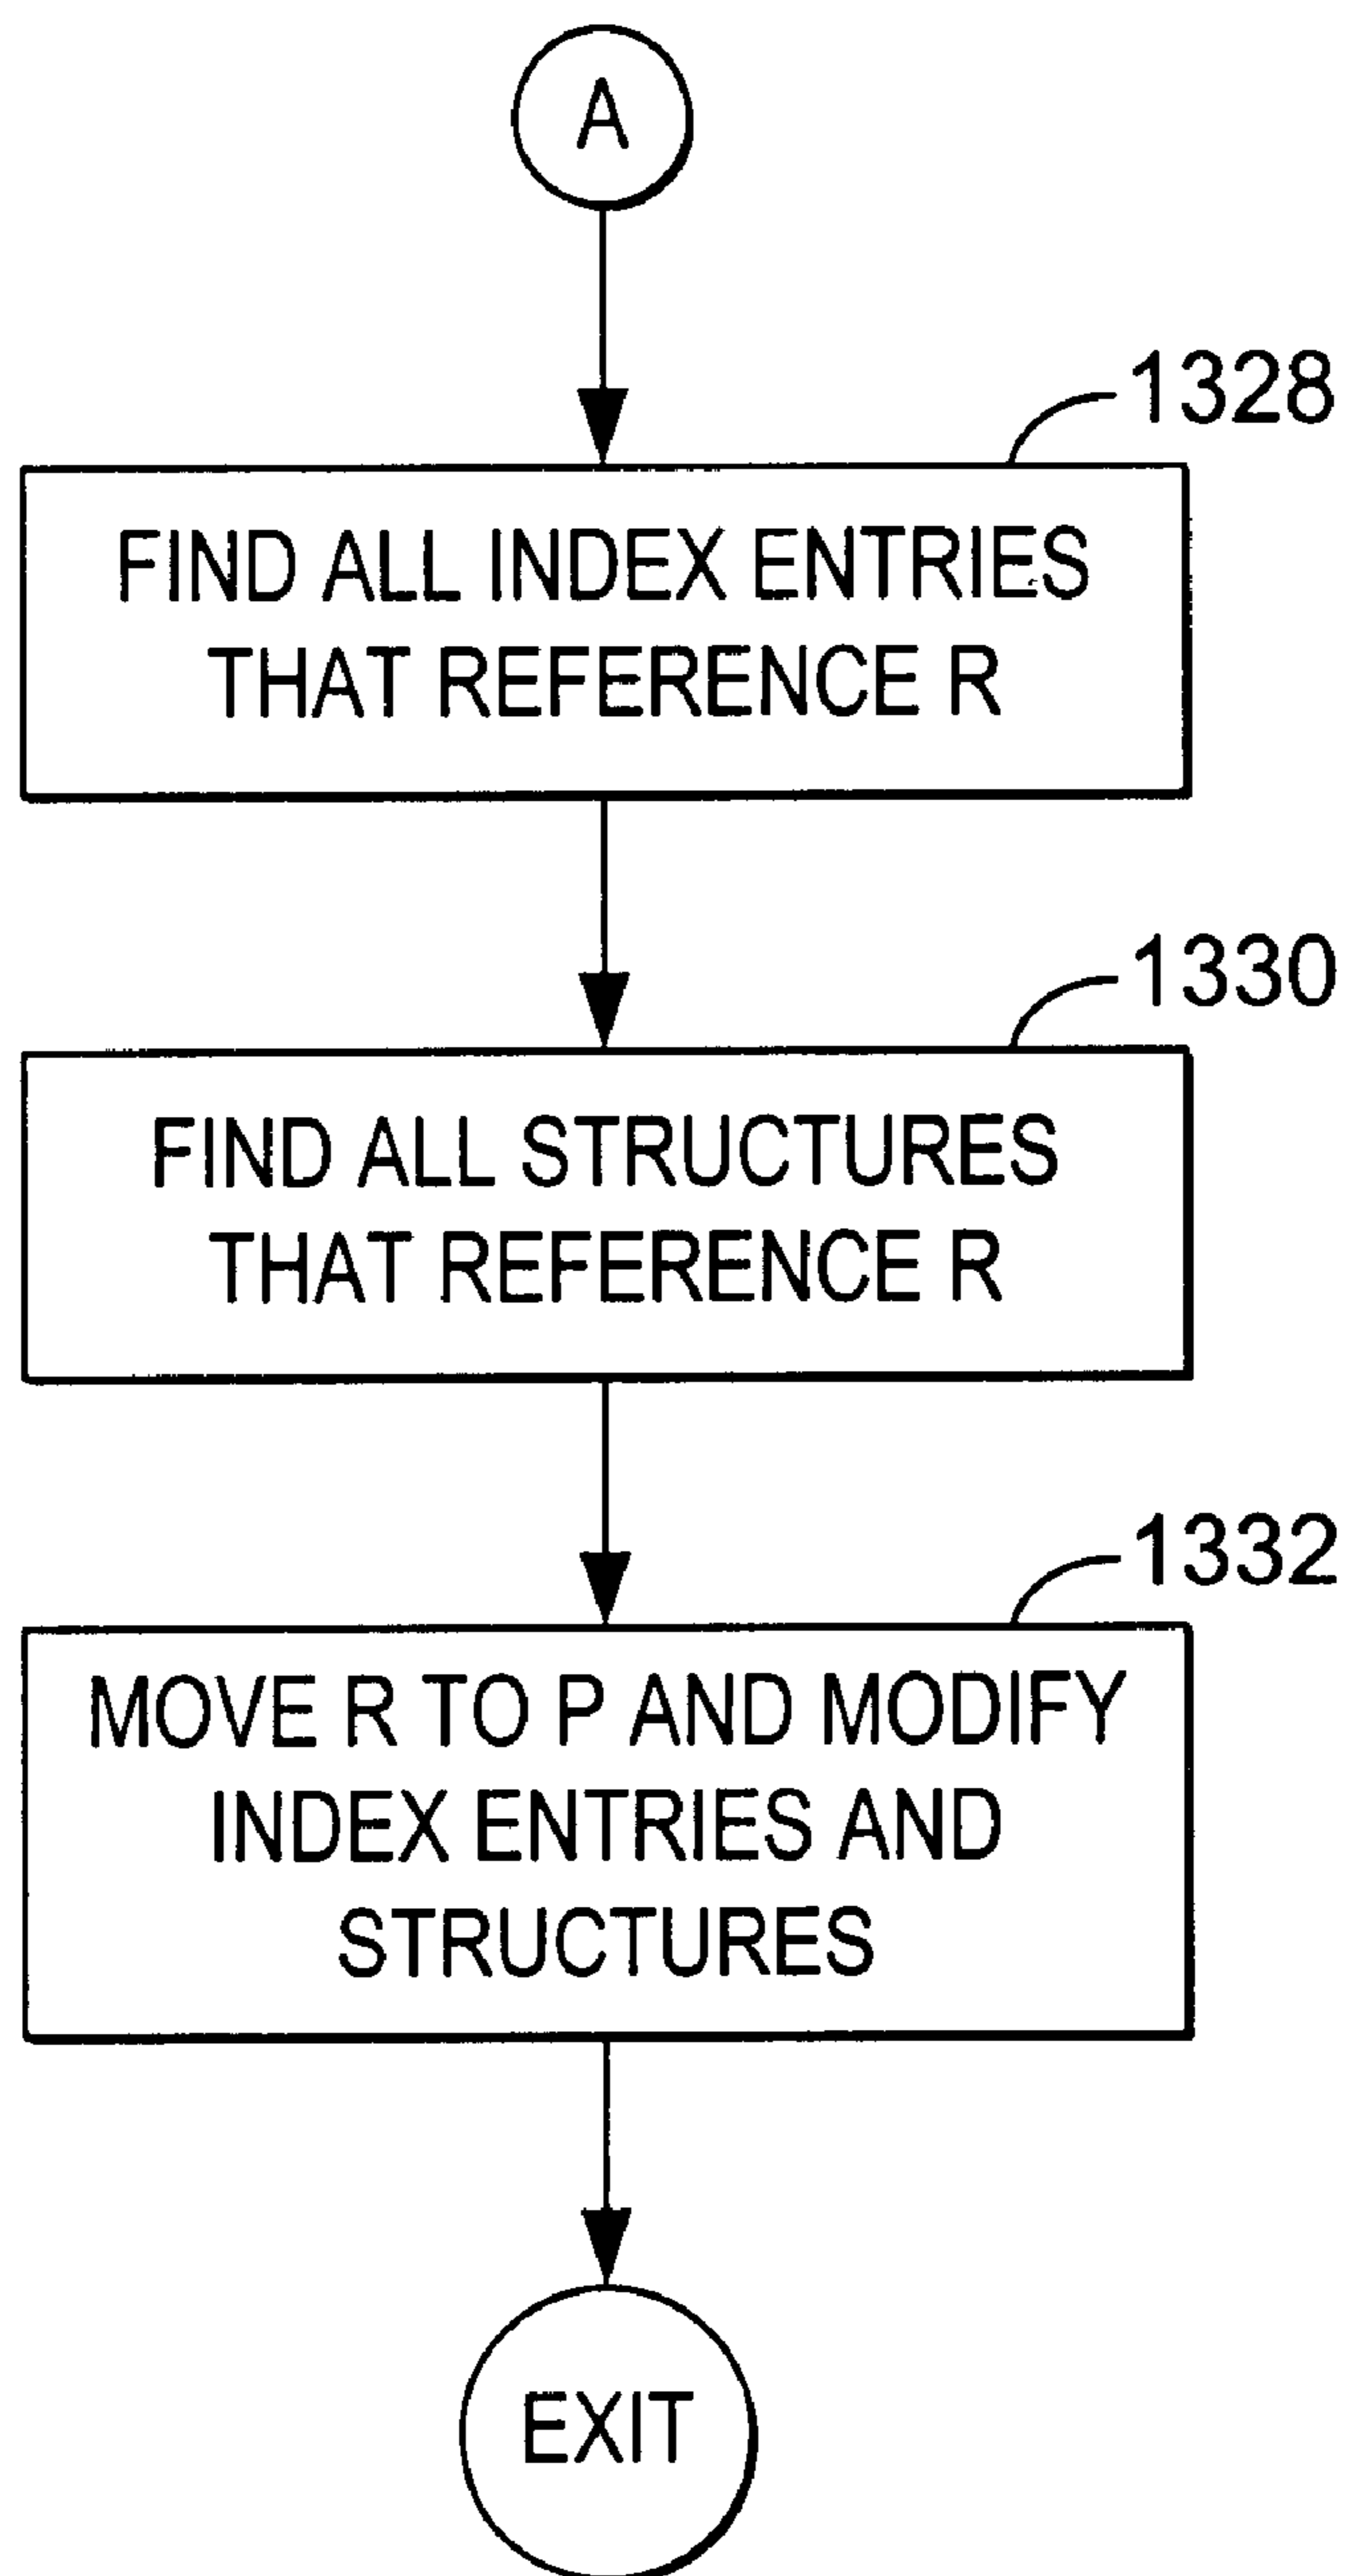 A
1328
FIND ALL INDEX ENTRIES
THAT REFERENCE R
1330
FIND ALL STRUCTURES
THAT REFERENCE R
1332
MOVE R TO P AND MODIFY
INDEX ENTRIES AND
STRUCTURES
EXIT